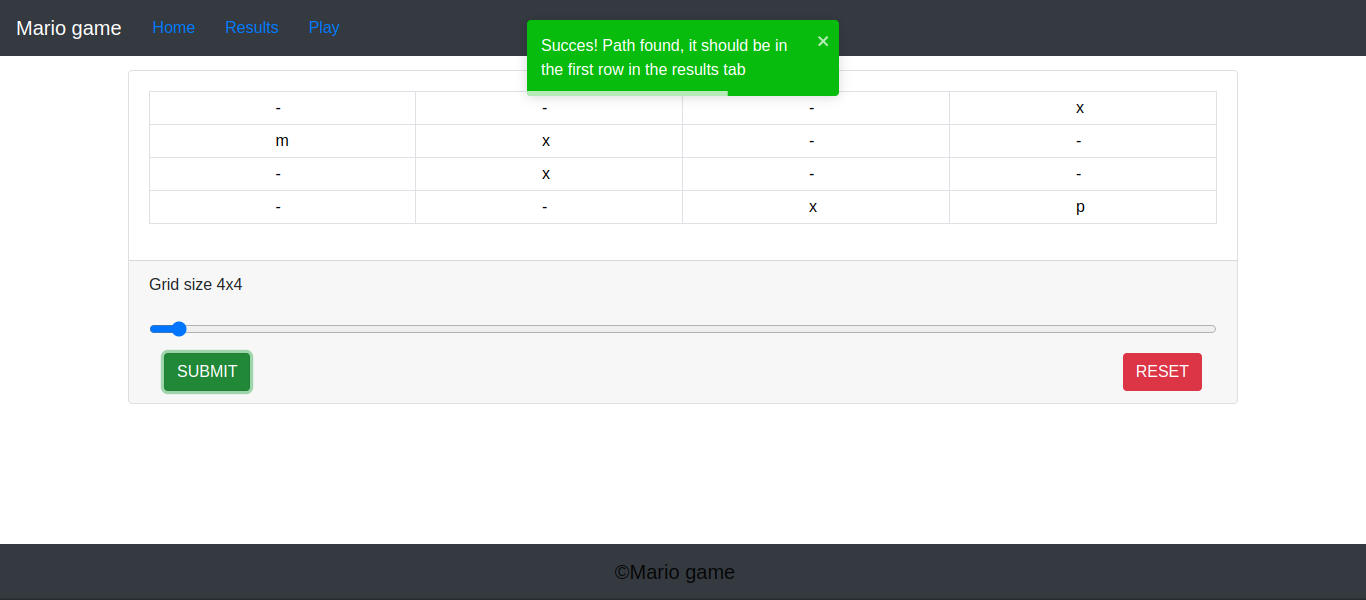 Mario game Home Results Play
Succes! Path found, it should be in ×
the first row in the results tab
- - - x
m x - -
- x - -
- - x p
Grid size 4x4
SUBMIT RESET
©Mario game